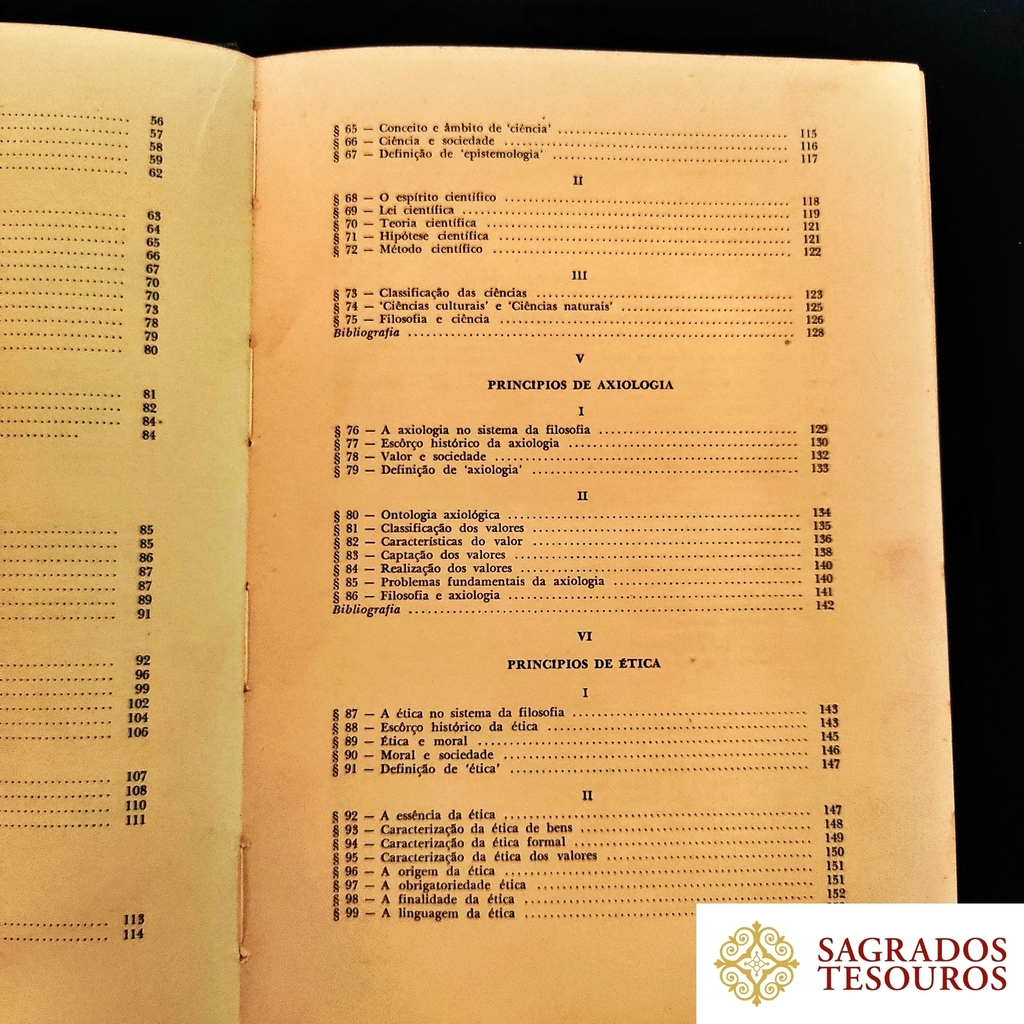 56
57
58
59
62
63
64
65
66
67
70
70
73
78
79
80
81
82
84
84
85
85
86
87
87
89
91
92
96
99
102
104
106
107
108
110
111
113
114
§ 65 — Conceito e âmbito de 'ciência' ........ 115
§ 66 — Ciência e sociedade ........ 116
§ 67 — Definição de 'epistemologia' ........ 117
II
§ 68 — O espírito científico ........ 118
§ 69 — Lei científica ........ 119
§ 70 — Teoria científica ........ 121
§ 71 — Hipótese científica ........ 121
§ 72 — Método científico ........ 122
III
§ 73 — Classificação das ciências ........ 123
§ 74 — 'Ciências culturais' e 'Ciências naturais' ........ 125
§ 75 — Filosofia e ciência ........ 126
Bibliografia ........ 128
V
PRINCÍPIOS DE AXIOLOGIA
I
§ 76 — A axiologia no sistema da filosofia ........ 129
§ 77 — Escôrço histórico da axiologia ........ 130
§ 78 — Valor e sociedade ........ 132
§ 79 — Definição de 'axiologia' ........ 133
II
§ 80 — Ontologia axiológica ........ 134
§ 81 — Classificação dos valores ........ 135
§ 82 — Características do valor ........ 136
§ 83 — Captação dos valores ........ 138
§ 84 — Realização dos valores ........ 140
§ 85 — Problemas fundamentais da axiologia ........ 140
§ 86 — Filosofia e axiologia ........ 141
Bibliografia ........ 142
VI
PRINCÍPIOS DE ÉTICA
I
§ 87 — A ética no sistema da filosofia ........ 143
§ 88 — Escôrço histórico da ética ........ 143
§ 89 — Ética e moral ........ 145
§ 90 — Moral e sociedade ........ 146
§ 91 — Definição de 'ética' ........ 147
II
§ 92 — A essência da ética ........ 147
§ 93 — Caracterização da ética de bens ........ 148
§ 94 — Caracterização da ética formal ........ 149
§ 95 — Caracterização da ética dos valores ........ 150
§ 96 — A origem da ética ........ 151
§ 97 — A obrigatoriedade ética ........ 151
§ 98 — A finalidade da ética ........ 152
§ 99 — A linguagem da ética ........
SAGRADOS
TESOUROS